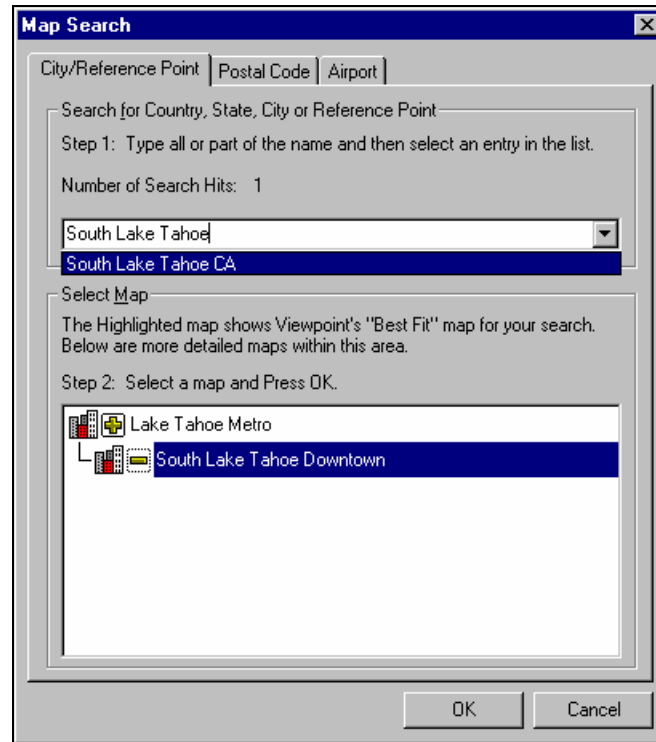 Map Search
City/Reference Point
Postal Code
Airport
Search for Country, State, City or Reference Point
Step 1: Type all or part of the name and then select an entry in the list.
Number of Search Hits: 1
South Lake Tahoe
South Lake Tahoe CA
Select Map
The Highlighted map shows Viewpoint's "Best Fit" map for your search.
Below are more detailed maps within this area.
Step 2: Select a map and Press OK.
Lake Tahoe Metro
South Lake Tahoe Downtown
OK
Cancel